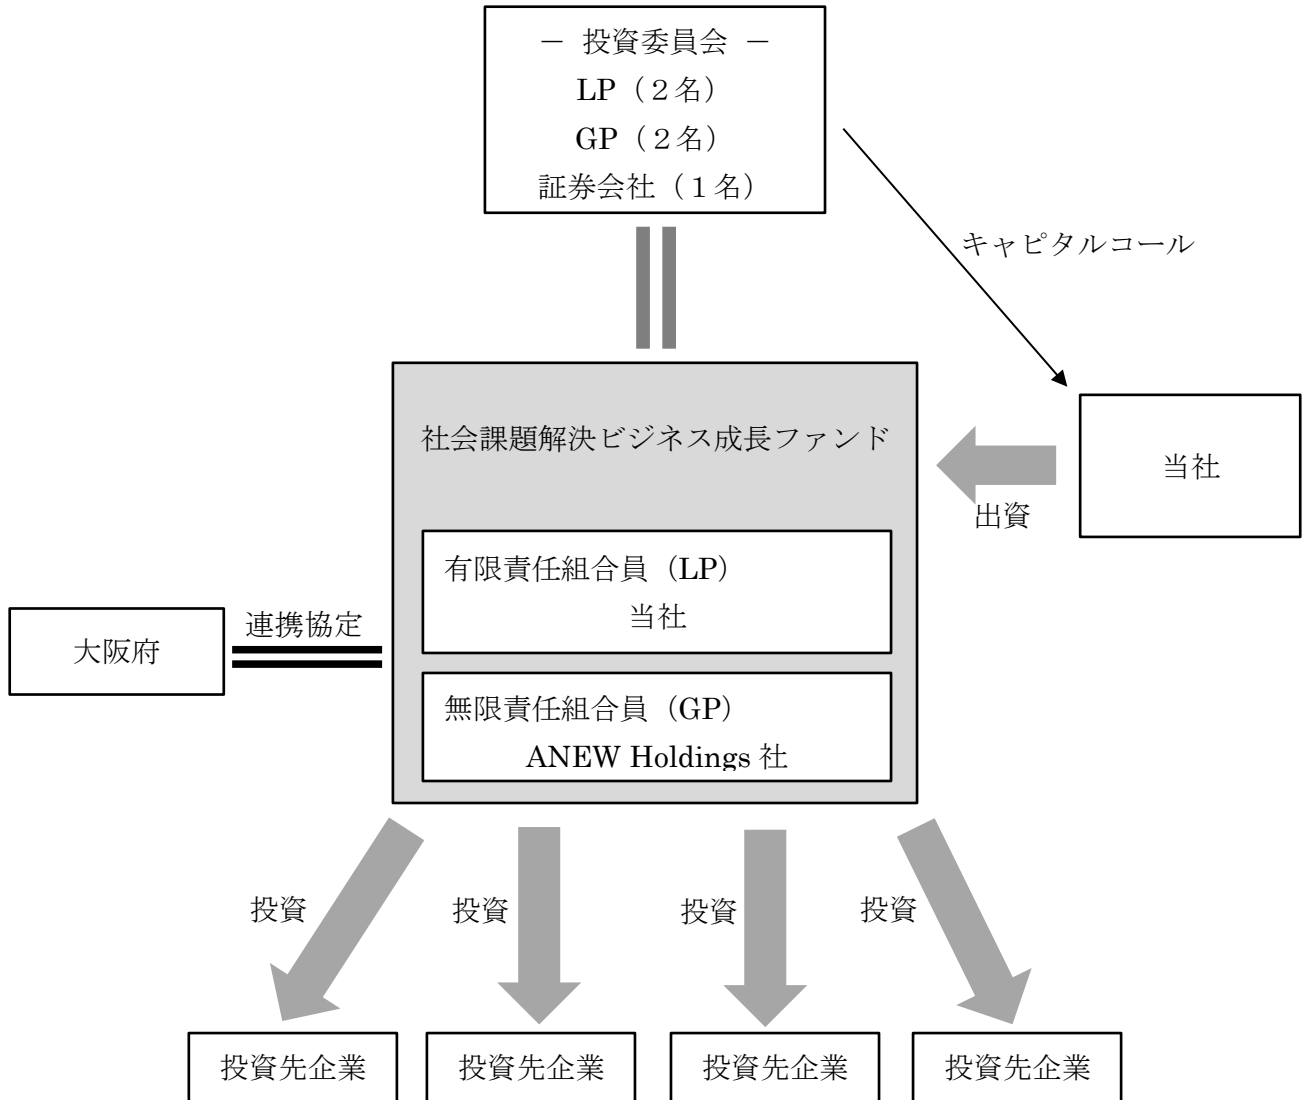 － 投資委員会 －
LP（２名）
GP（２名）
証券会社（１名）
キャピタルコール
社会課題解決ビジネス成長ファンド
当社
出資
有限責任組合員（LP）
当社
大阪府
連携協定
無限責任組合員（GP）
ANEW Holdings 社
投資
投資
投資
投資
投資先企業
投資先企業
投資先企業
投資先企業